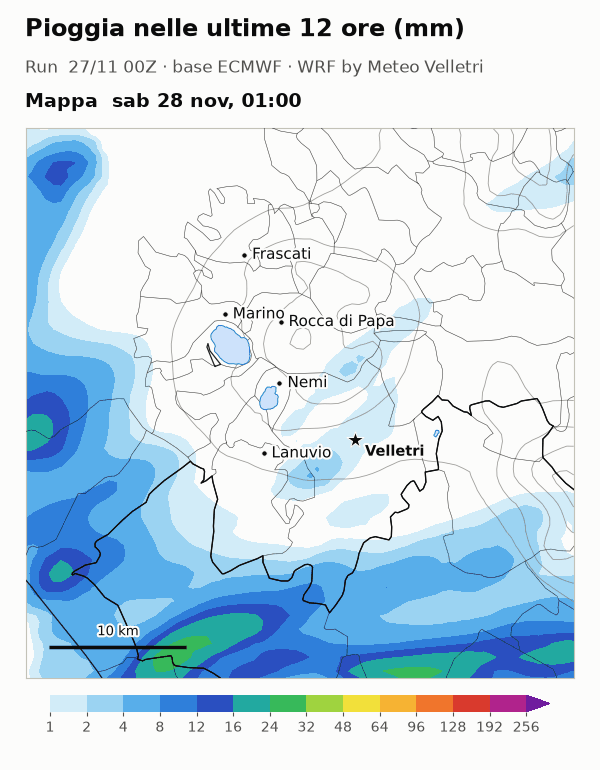 Pioggia nelle ultime 12 ore (mm)
Run  27/11 00Z · base ECMWF · WRF by Meteo Velletri
Mappa  sab 28 nov, 01:00
Frascati
Marino
Rocca di Papa
Nemi
Velletri
Lanuvio
10 km
1 2 4 8 12 16 24 32 48 64 96 128 192 256